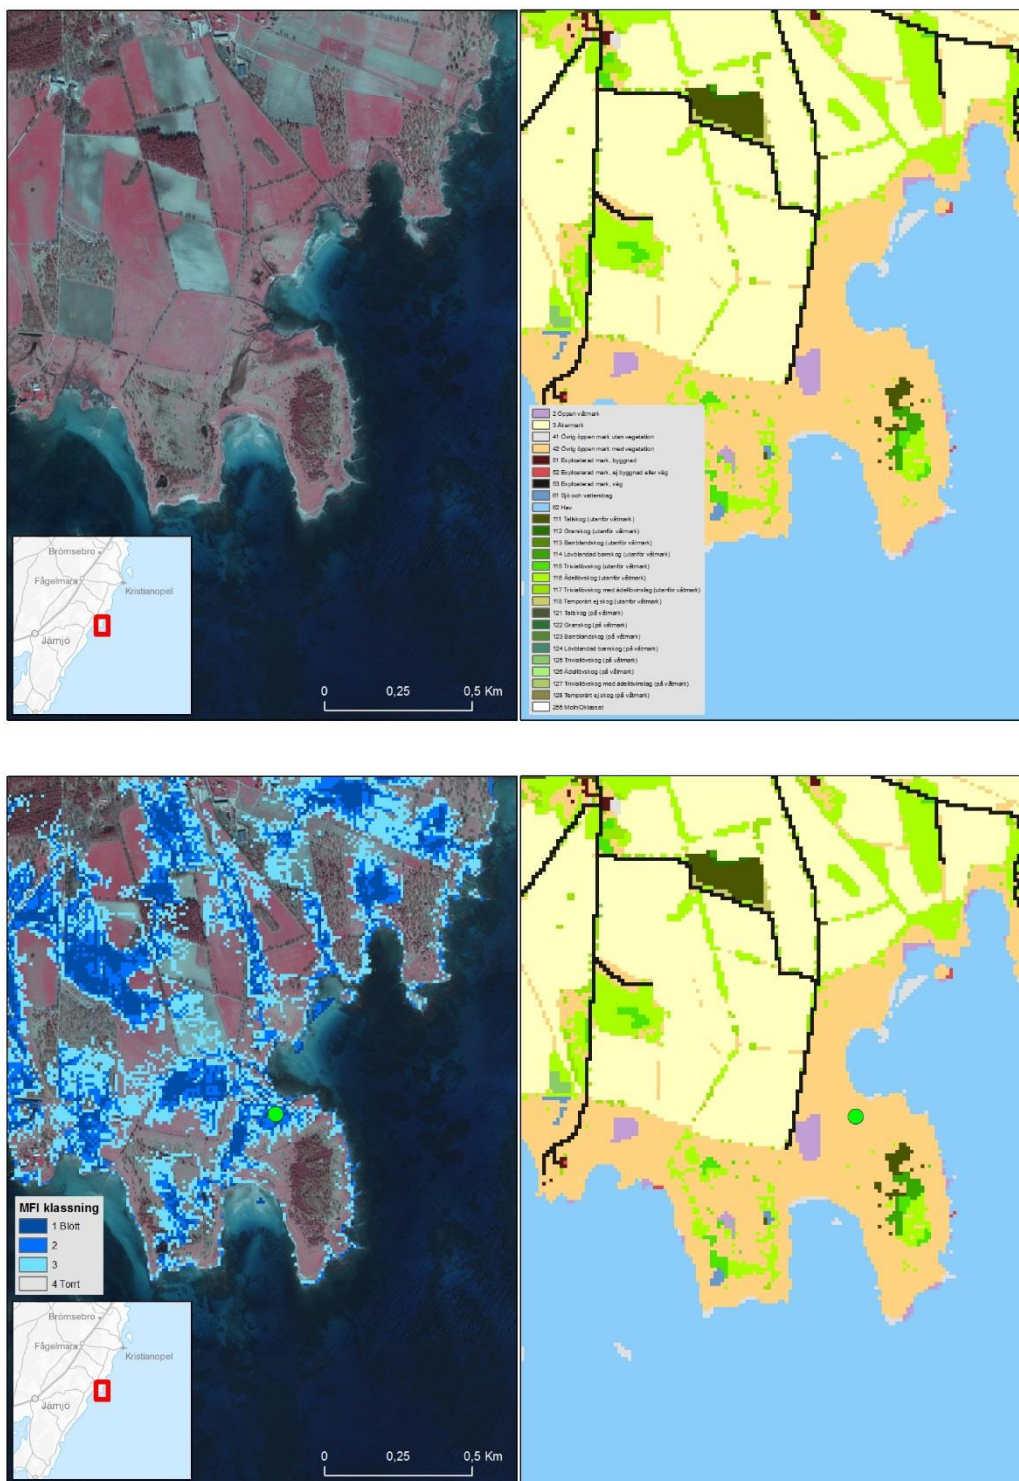 Brömsebro
Fågelmara
Kristianopel
Jämjö
0 0,25 0,5 Km
2 Öppen våtmark
3 Åkermark
41 Övrig öppen mark utan vegetation
42 Övrig öppen mark med vegetation
51 Exploaterad mark, byggnad
52 Exploaterad mark, ej byggnad eller väg
53 Exploaterad mark, väg
61 Sjö och vattendrag
62 Hav
111 Tallskog (utanför våtmark)
112 Granskog (utanför våtmark)
113 Barrblandskog (utanför våtmark)
114 Lövblandad barrskog (utanför våtmark)
115 Triviallövskog (utanför våtmark)
116 Ädellövskog (utanför våtmark)
117 Triviallövskog med ädellövinslag (utanför våtmark)
118 Temporärt ej skog (utanför våtmark)
121 Tallskog (på våtmark)
122 Granskog (på våtmark)
123 Barrblandskog (på våtmark)
124 Lövblandad barrskog (på våtmark)
125 Triviallövskog (på våtmark)
126 Ädellövskog (på våtmark)
127 Triviallövskog med ädellövinslag (på våtmark)
128 Temporärt ej skog (på våtmark)
255 Moln/Oklassat
MFI klassning
1 Blött
2
3
4 Torrt
Brömsebro
Fågelmara
Kristianopel
Jämjö
0 0,25 0,5 Km